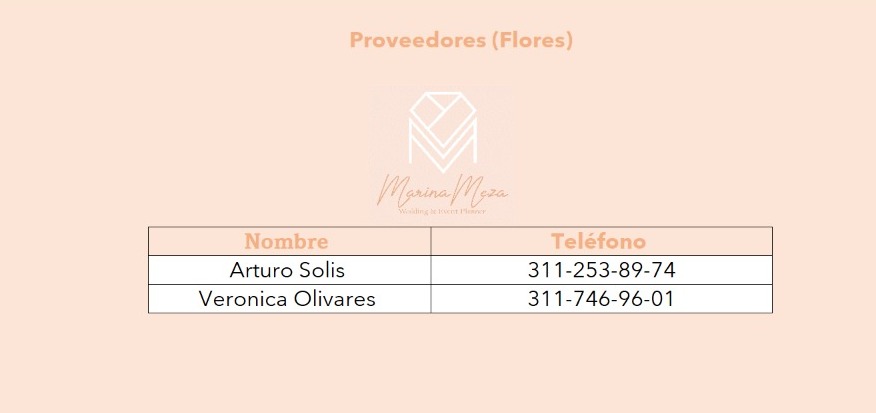 Proveedores (Flores)
Marina Meza
Wedding & Event Planner
Nombre Teléfono
Arturo Solis 311-253-89-74
Veronica Olivares 311-746-96-01